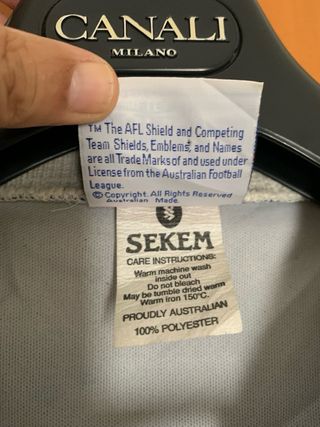 CANALI
MILANO
TM The AFL Shield and Competing
Team Shields, Emblems, and Names
are all Trade Marks of and used under
License from the Australian Football
League.
© Copyright. All Rights Reserved
Australian Made.
SEKEM
CARE INSTRUCTIONS:
Warm machine wash
inside out
Do not bleach
May be tumble dried warm
Warm iron 150°C.
PROUDLY AUSTRALIAN
100% POLYESTER